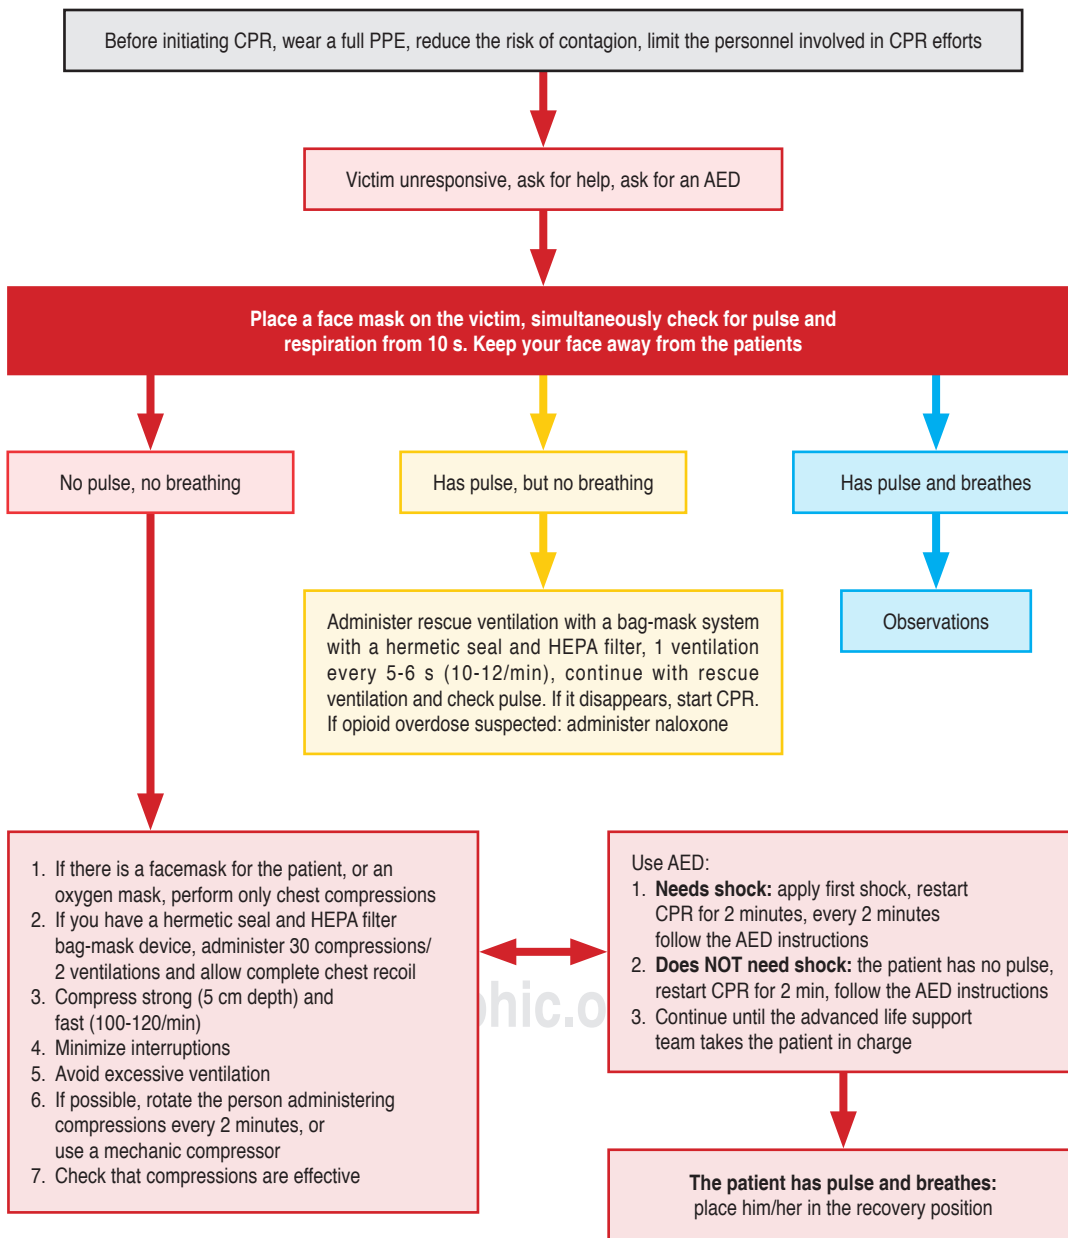 Before initiating CPR, wear a full PPE, reduce the risk of contagion, limit the personnel involved in CPR efforts
Victim unresponsive, ask for help, ask for an AED
Place a face mask on the victim, simultaneously check for pulse and
respiration from 10 s. Keep your face away from the patients
No pulse, no breathing
Has pulse, but no breathing
Has pulse and breathes
Administer rescue ventilation with a bag-mask system
with a hermetic seal and HEPA filter, 1 ventilation
every 5-6 s (10-12/min), continue with rescue
ventilation and check pulse. If it disappears, start CPR.
If opioid overdose suspected: administer naloxone
Observations
1. If there is a facemask for the patient, or an
oxygen mask, perform only chest compressions
2. If you have a hermetic seal and HEPA filter
bag-mask device, administer 30 compressions/
2 ventilations and allow complete chest recoil
3. Compress strong (5 cm depth) and
fast (100-120/min)
4. Minimize interruptions
5. Avoid excessive ventilation
6. If possible, rotate the person administering
compressions every 2 minutes, or
use a mechanic compressor
7. Check that compressions are effective
Use AED:
1. Needs shock: apply first shock, restart
CPR for 2 minutes, every 2 minutes
follow the AED instructions
2. Does NOT need shock: the patient has no pulse,
restart CPR for 2 min, follow the AED instructions
3. Continue until the advanced life support
team takes the patient in charge
The patient has pulse and breathes:
place him/her in the recovery position